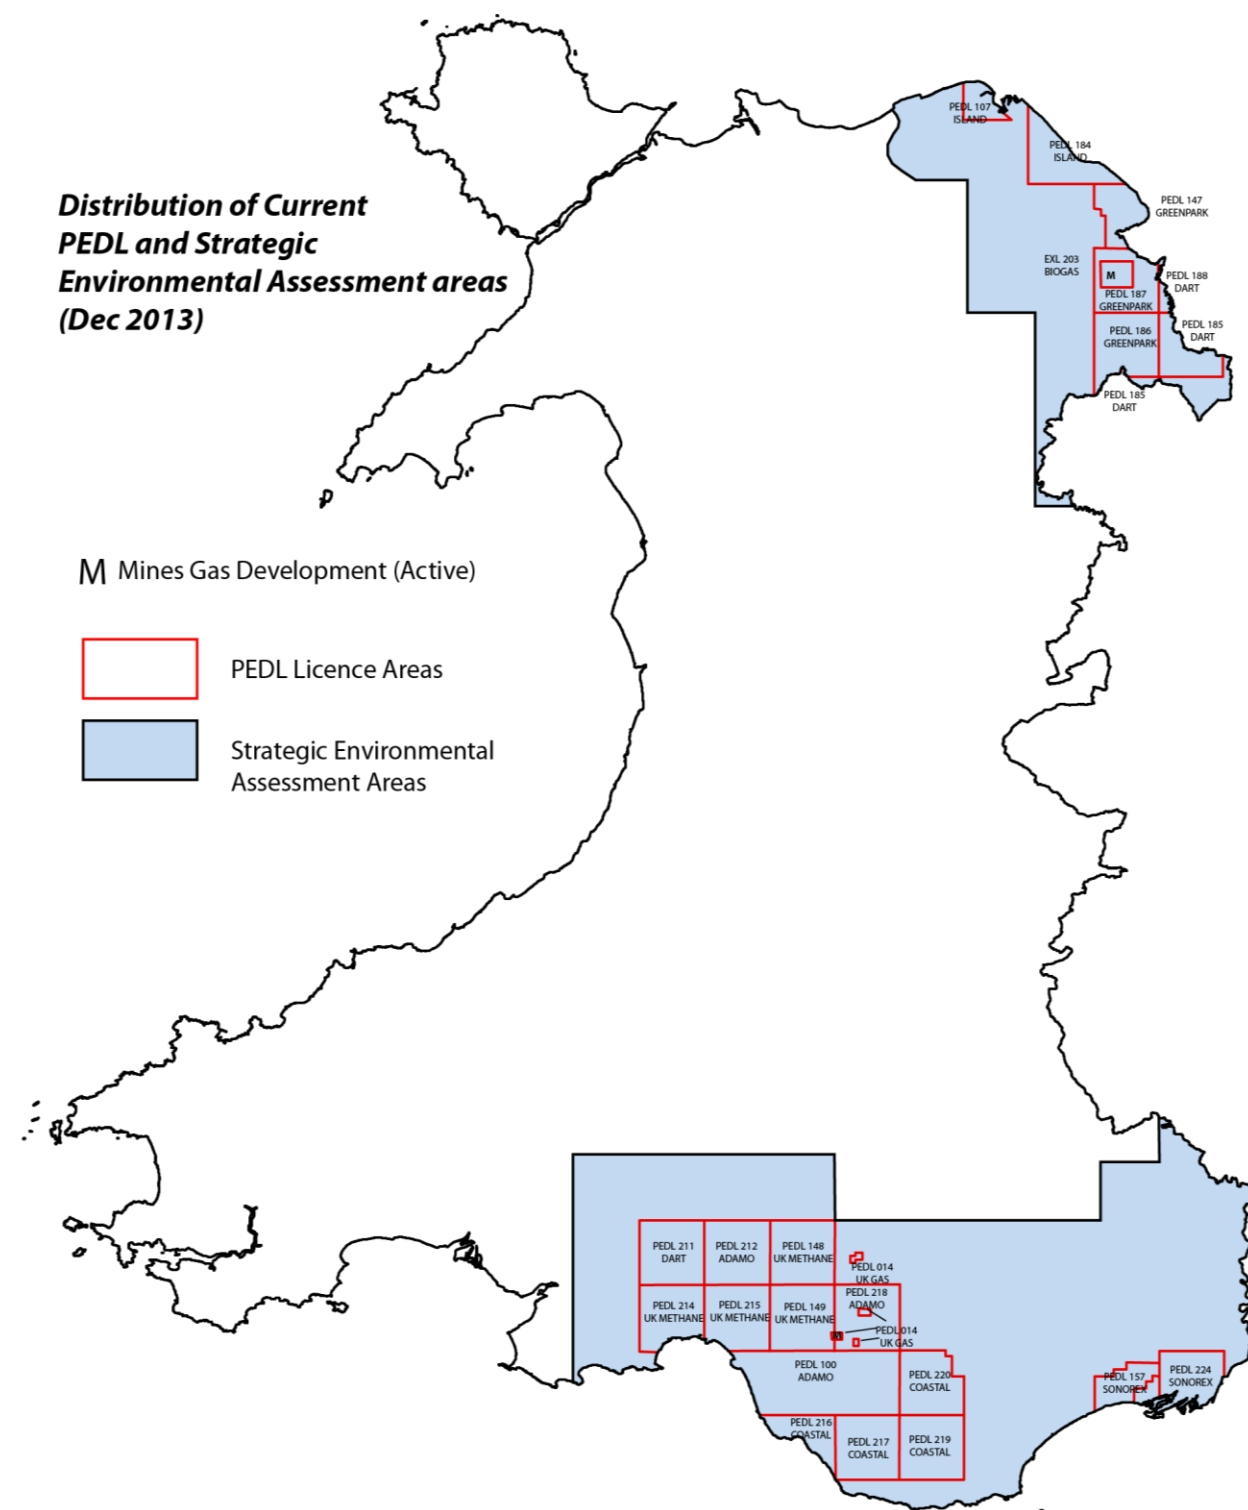 Distribution of Current
PEDL and Strategic
Environmental Assessment areas
(Dec 2013)
M Mines Gas Development (Active)
PEDL Licence Areas
Strategic Environmental
Assessment Areas
PEDL 107
ISLAND
PEDL 184
ISLAND
PEDL 147
GREENPARK
EXL 203
BIOGAS
M
PEDL 187
GREENPARK
PEDL 188
DART
PEDL 186
GREENPARK
PEDL 185
DART
PEDL 185
DART
PEDL 211
DART
PEDL 212
ADAMO
PEDL 148
UK METHANE
PEDL 014
UK GAS
PEDL 214
UK METHANE
PEDL 215
UK METHANE
PEDL 149
UK METHANE
PEDL 218
ADAMO
M
PEDL 014
UK GAS
PEDL 100
ADAMO
PEDL 220
COASTAL
PEDL 216
COASTAL
PEDL 217
COASTAL
PEDL 219
COASTAL
PEDL 157
SONOREX
PEDL 224
SONOREX